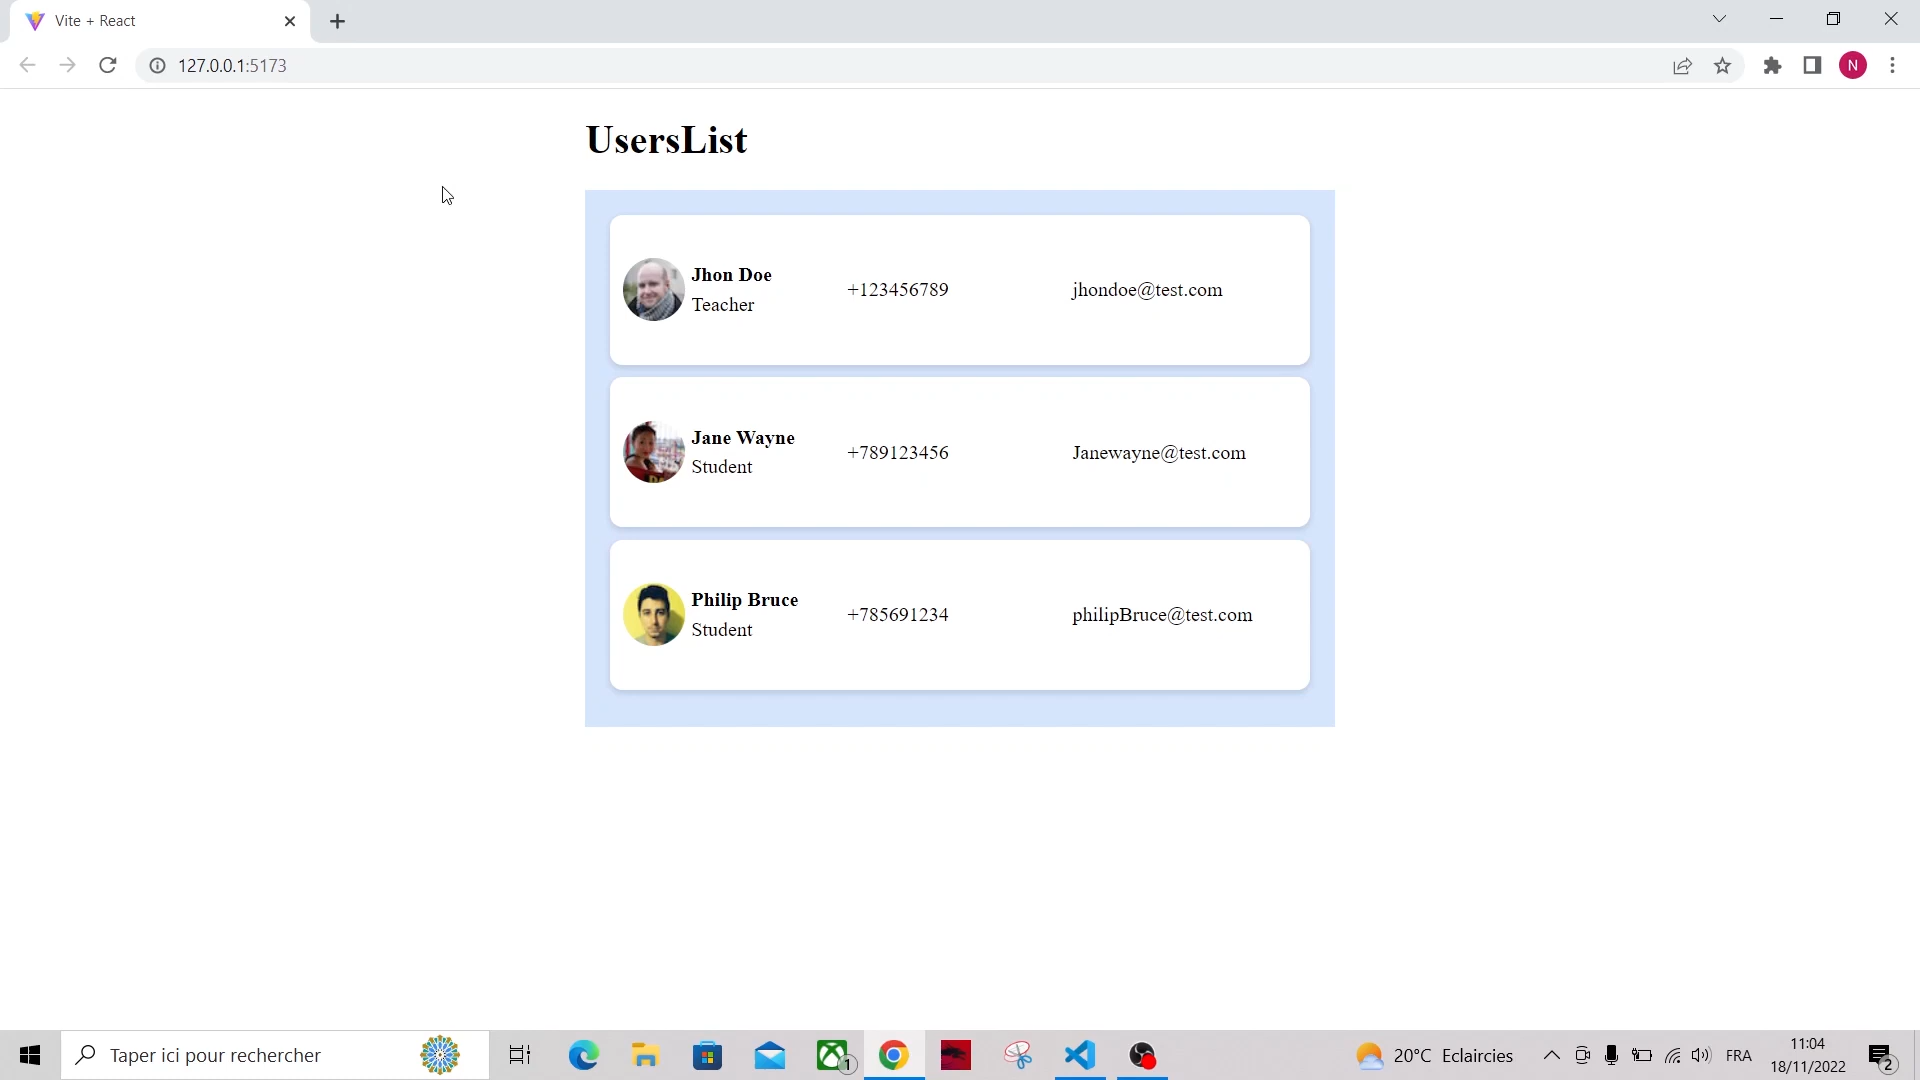 Vite + React
127.0.0.1:5173
N
UsersList
Jhon Doe
Teacher
+123456789
jhondoe@test.com
Jane Wayne
Student
+789123456
Janewayne@test.com
Philip Bruce
Student
+785691234
philipBruce@test.com
Taper ici pour rechercher
1
20°C Eclaircies
FRA
11:04
18/11/2022
2